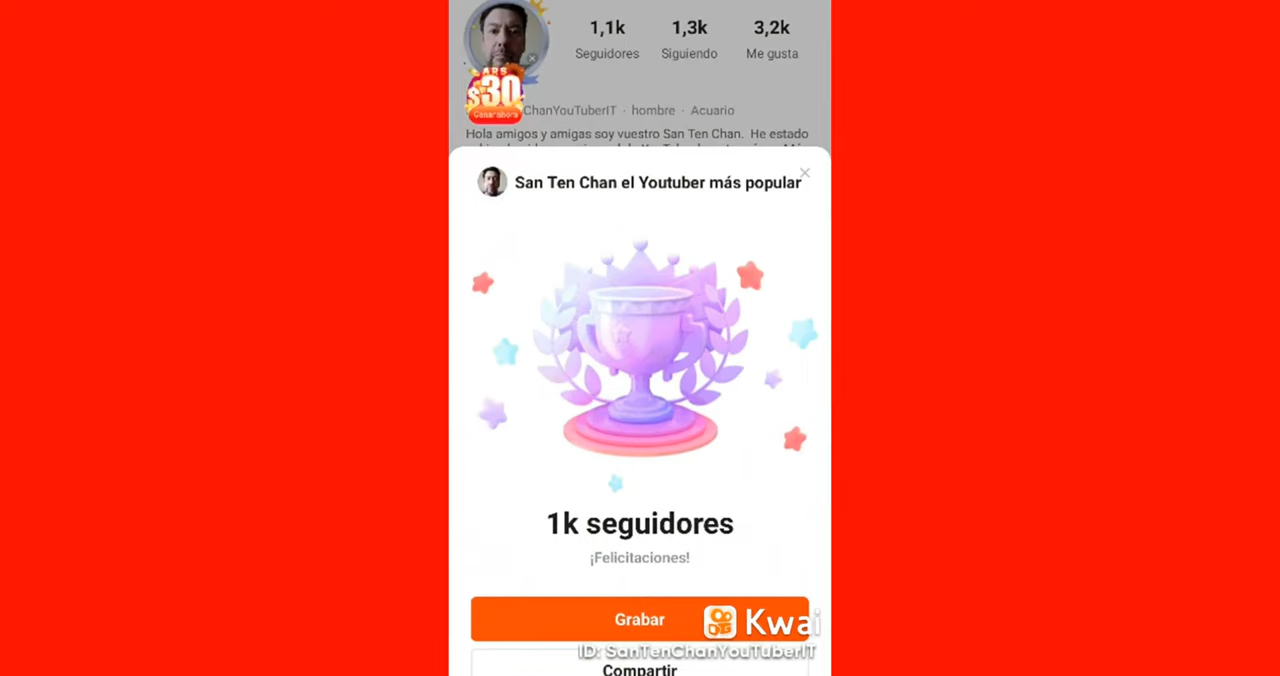 1,1k 1,3k 3,2k
Seguidores Siguiendo Me gusta
ARS
$30
Ganar ahora
ChanYouTuberIT · hombre · Acuario
Hola amigos y amigas soy vuestro San Ten Chan. He estado
San Ten Chan el Youtuber más popular
1k seguidores
¡Felicitaciones!
Grabar
Kwai
ID: SanTenChanYouTuberIT
Compartir